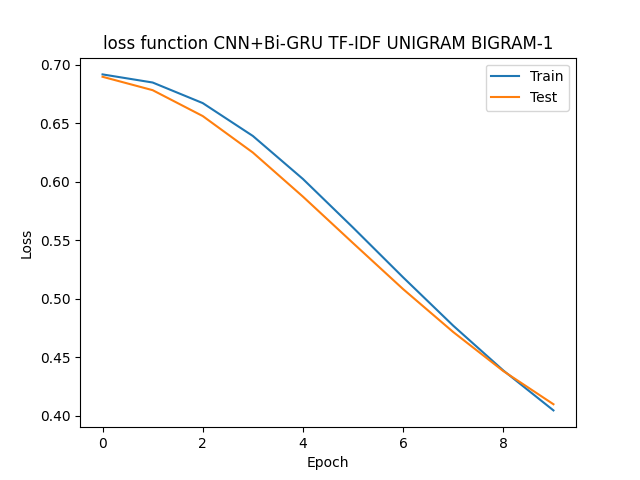 loss function CNN+Bi-GRU TF-IDF UNIGRAM BIGRAM-1
Train
Test
0.70
0.65
0.60
0.55
0.50
0.45
0.40
Loss
0 2 4 6 8
Epoch